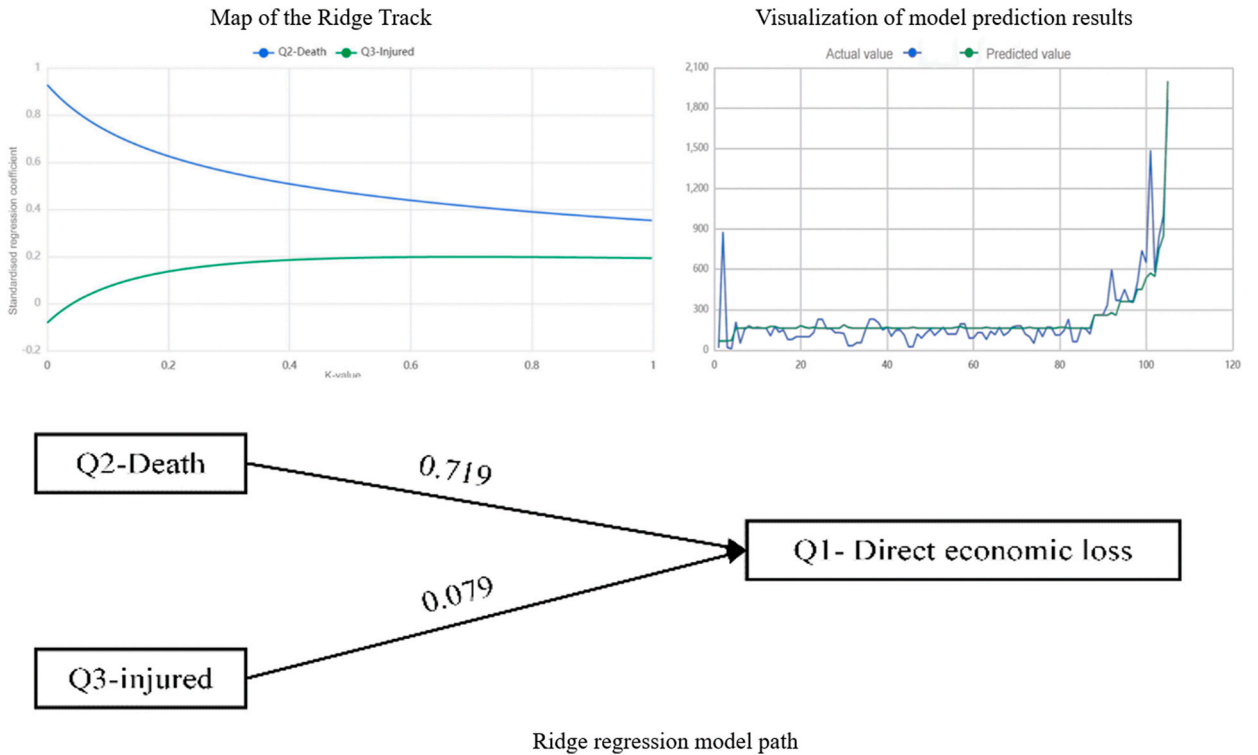 Map of the Ridge Track
Q2-Death Q3-Injured
Standardised regression coefficient
1
0.8
0.6
0.4
0.2
0
-0.2
0 0.2 0.4 0.6 0.8 1
K-value
Visualization of model prediction results
Actual value Predicted value
2,100
1,800
1,500
1,200
900
600
300
0
0 20 40 60 80 100 120
Q2-Death
0.719
Q1- Direct economic loss
0.079
Q3-injured
Ridge regression model path